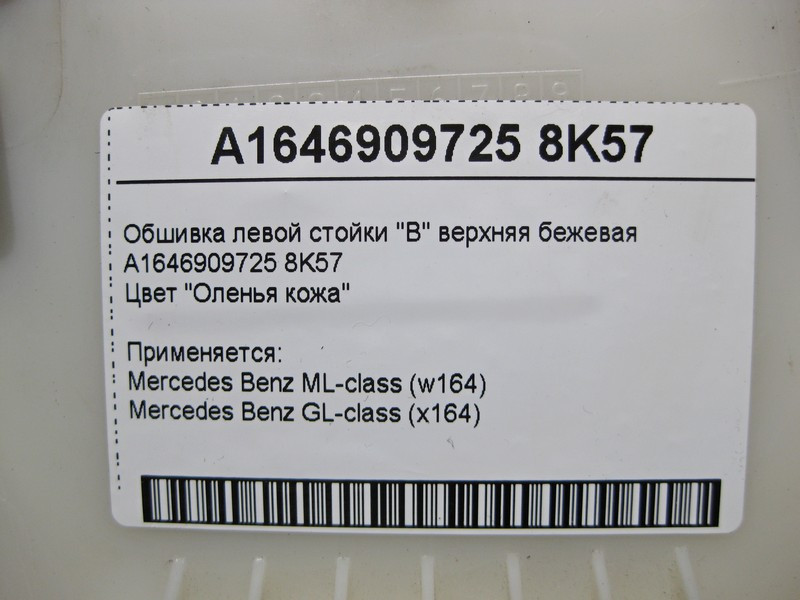 A1646909725 8K57
Обшивка левой стойки "В" верхняя бежевая
A1646909725 8K57
Цвет "Оленья кожа"
Применяется:
Mercedes Benz ML-class (w164)
Mercedes Benz GL-class (x164)